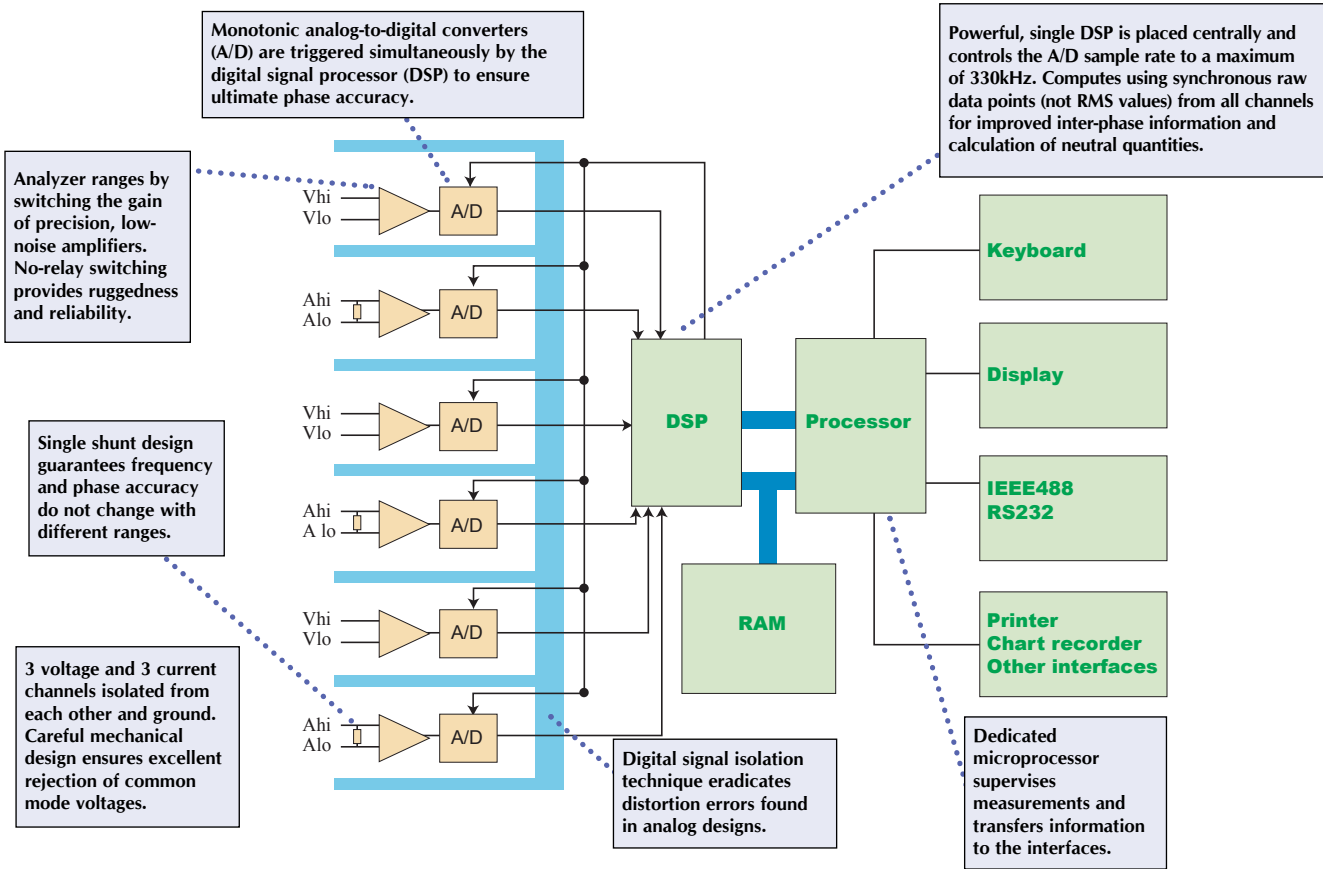 Monotonic analog-to-digital converters
(A/D) are triggered simultaneously by the
digital signal processor (DSP) to ensure
ultimate phase accuracy.
Powerful, single DSP is placed centrally and
controls the A/D sample rate to a maximum
of 330kHz. Computes using synchronous raw
data points (not RMS values) from all channels
for improved inter-phase information and
calculation of neutral quantities.
Analyzer ranges by
switching the gain
of precision, low-
noise amplifiers.
No-relay switching
provides ruggedness
and reliability.
Single shunt design
guarantees frequency
and phase accuracy
do not change with
different ranges.
3 voltage and 3 current
channels isolated from
each other and ground.
Careful mechanical
design ensures excellent
rejection of common
mode voltages.
Vhi
Vlo
A/D
Ahi
Alo
A/D
Vhi
Vlo
A/D
Ahi
A lo
A/D
Vhi
Vlo
A/D
Ahi
Alo
A/D
DSP
Processor
RAM
Keyboard
Display
IEEE488
RS232
Printer
Chart recorder
Other interfaces
Digital signal isolation
technique eradicates
distortion errors found
in analog designs.
Dedicated
microprocessor
supervises
measurements and
transfers information
to the interfaces.